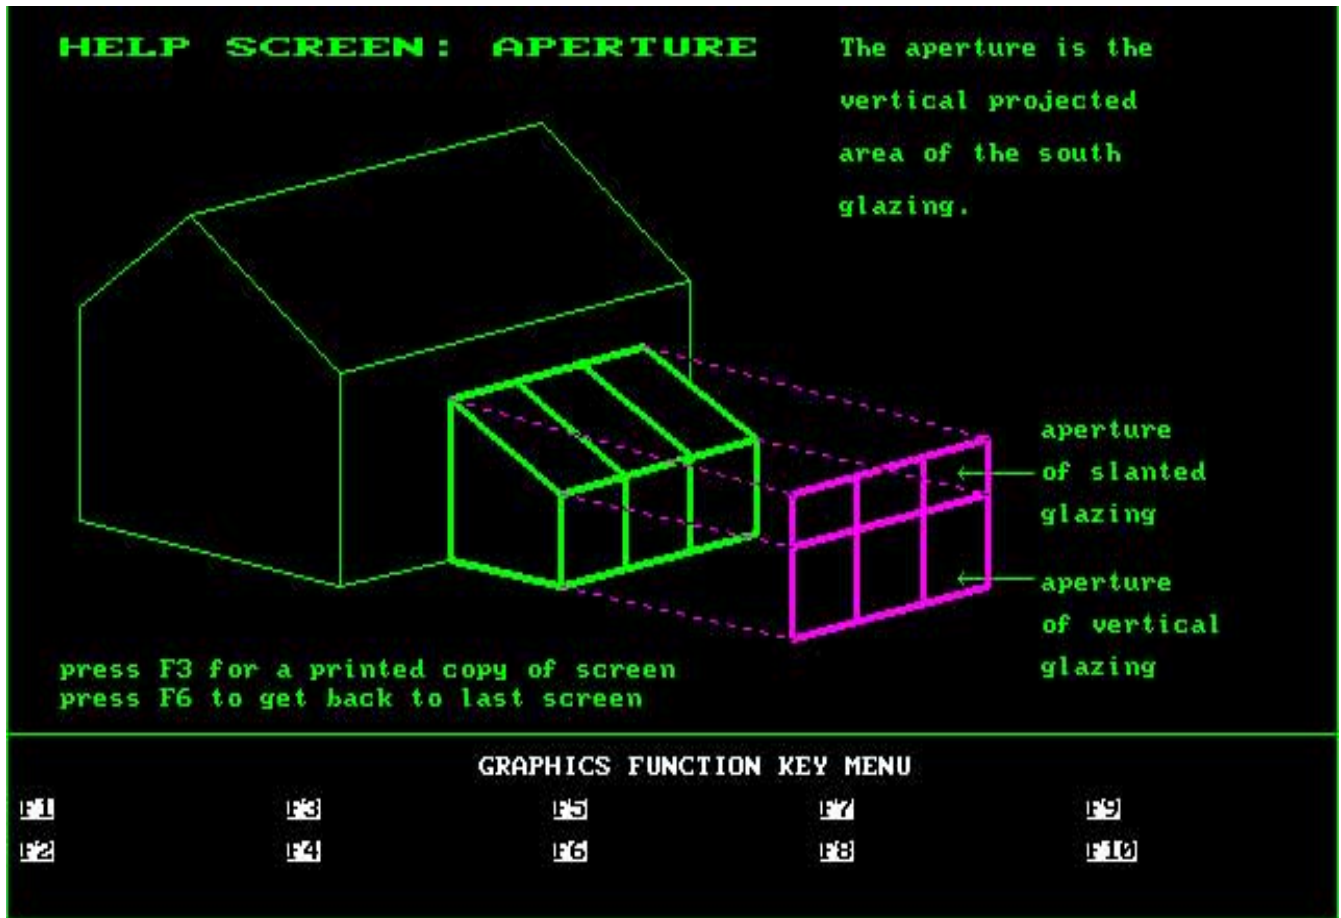 HELP SCREEN: APERTURE
The aperture is the
vertical projected
area of the south
glazing.
aperture
of slanted
glazing
aperture
of vertical
glazing
press F3 for a printed copy of screen
press F6 to get back to last screen
GRAPHICS FUNCTION KEY MENU
F1 F3 F5 F7 F9
F2 F4 F6 F8 F10